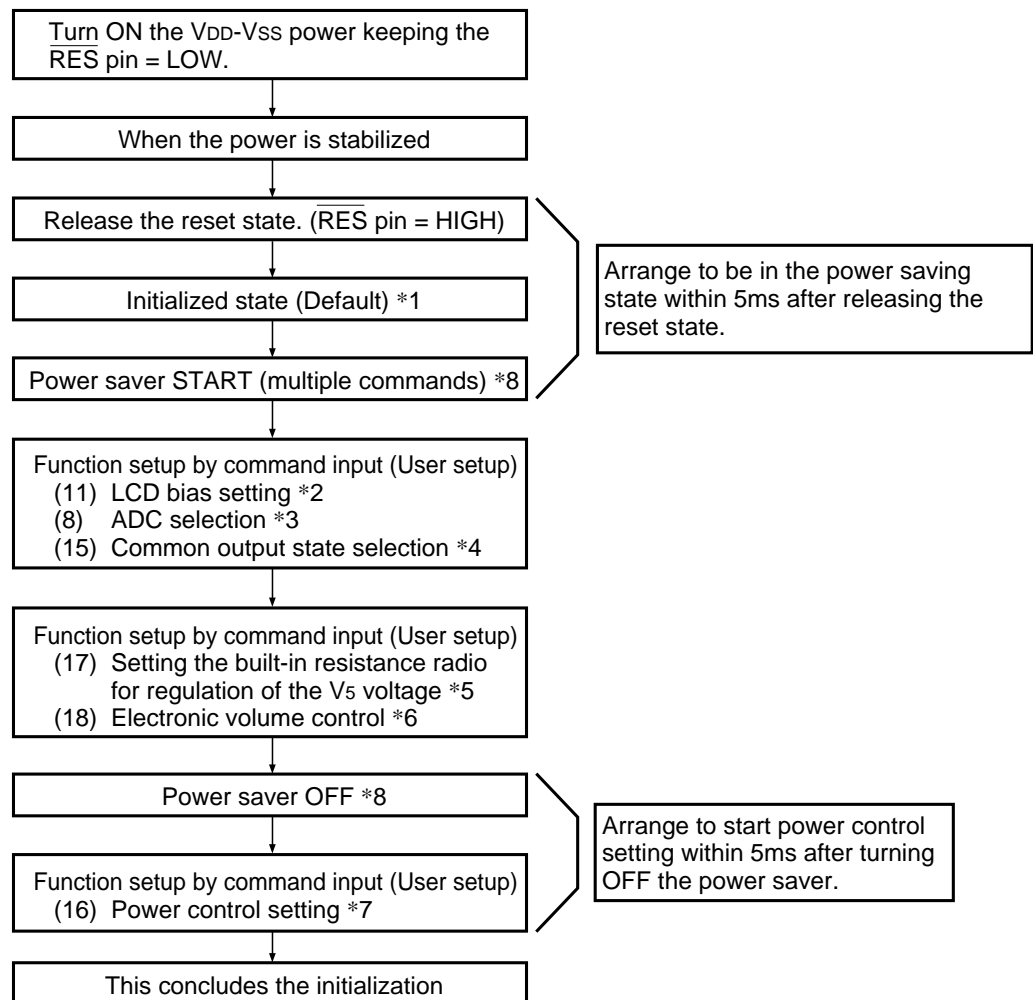 Turn ON the VDD-VSS power keeping the
RES pin = LOW.
When the power is stabilized
Release the reset state. (RES pin = HIGH)
Initialized state (Default) *1
Power saver START (multiple commands) *8
Arrange to be in the power saving
state within 5ms after releasing the
reset state.
Function setup by command input (User setup)
(11) LCD bias setting *2
(8) ADC selection *3
(15) Common output state selection *4
Function setup by command input (User setup)
(17) Setting the built-in resistance radio
for regulation of the V5 voltage *5
(18) Electronic volume control *6
Power saver OFF *8
Function setup by command input (User setup)
(16) Power control setting *7
Arrange to start power control
setting within 5ms after turning
OFF the power saver.
This concludes the initialization